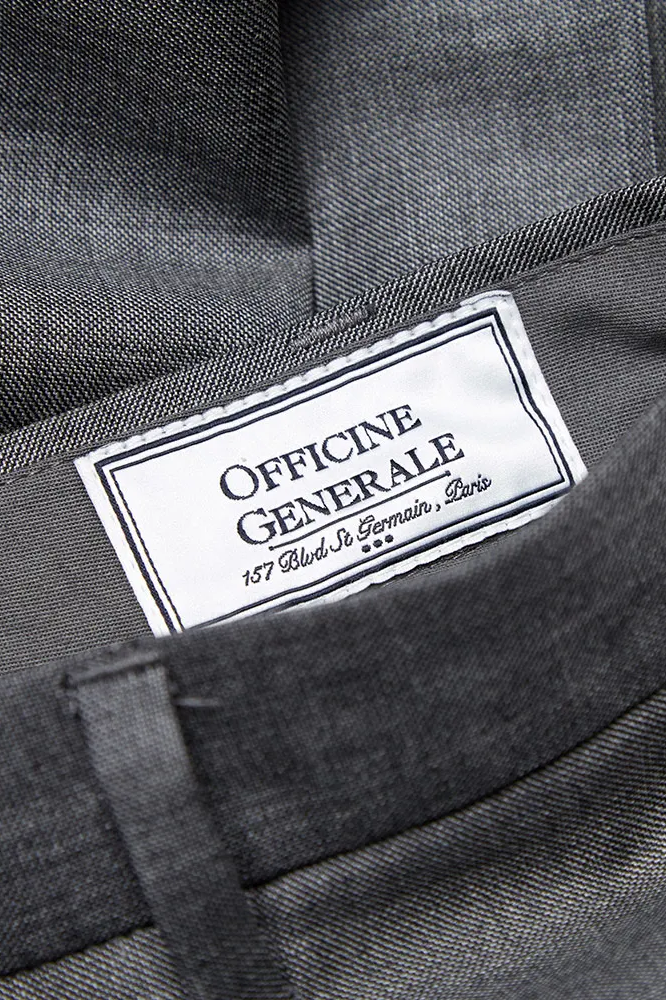 OFFICINE
GENERALE
157 Blvd St Germain, Paris